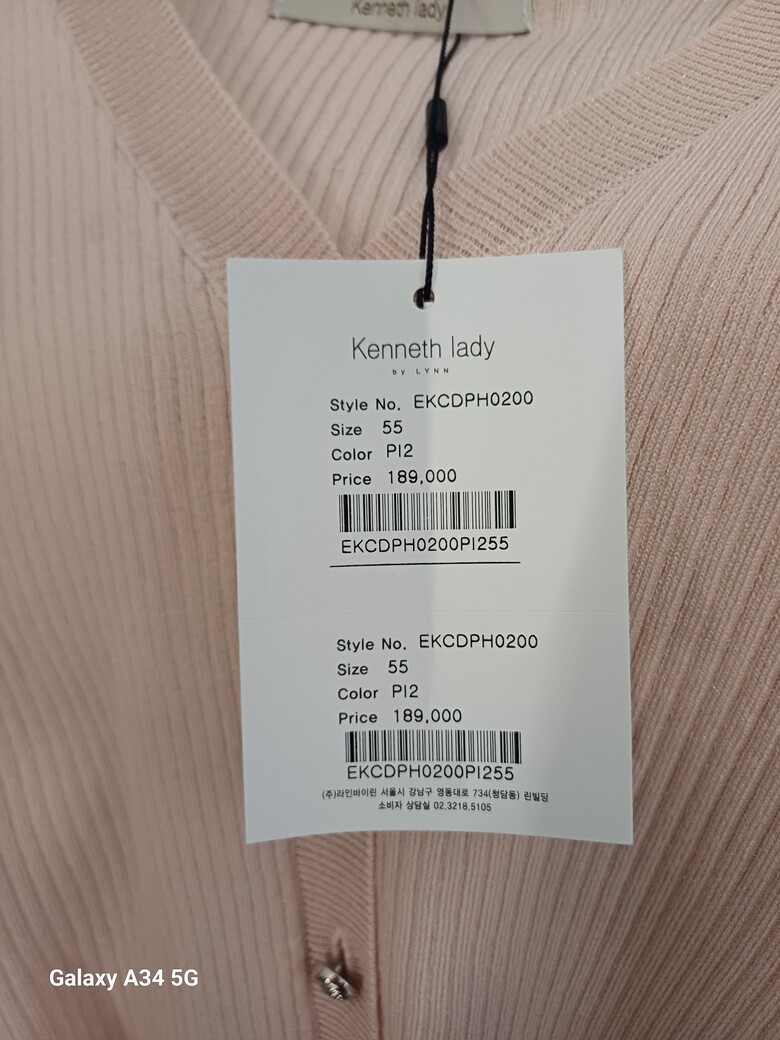 Kenneth lady
Kenneth lady
by LYNN
Style No. EKCDPH0200
Size 55
Color PI2
Price 189,000
EKCDPH0200PI255
Style No. EKCDPH0200
Size 55
Color PI2
Price 189,000
EKCDPH0200PI255
(주)라인바이린 서울시 강남구 영동대로 734(청담동) 린빌딩
소비자 상담실 02.3218.5105
Galaxy A34 5G